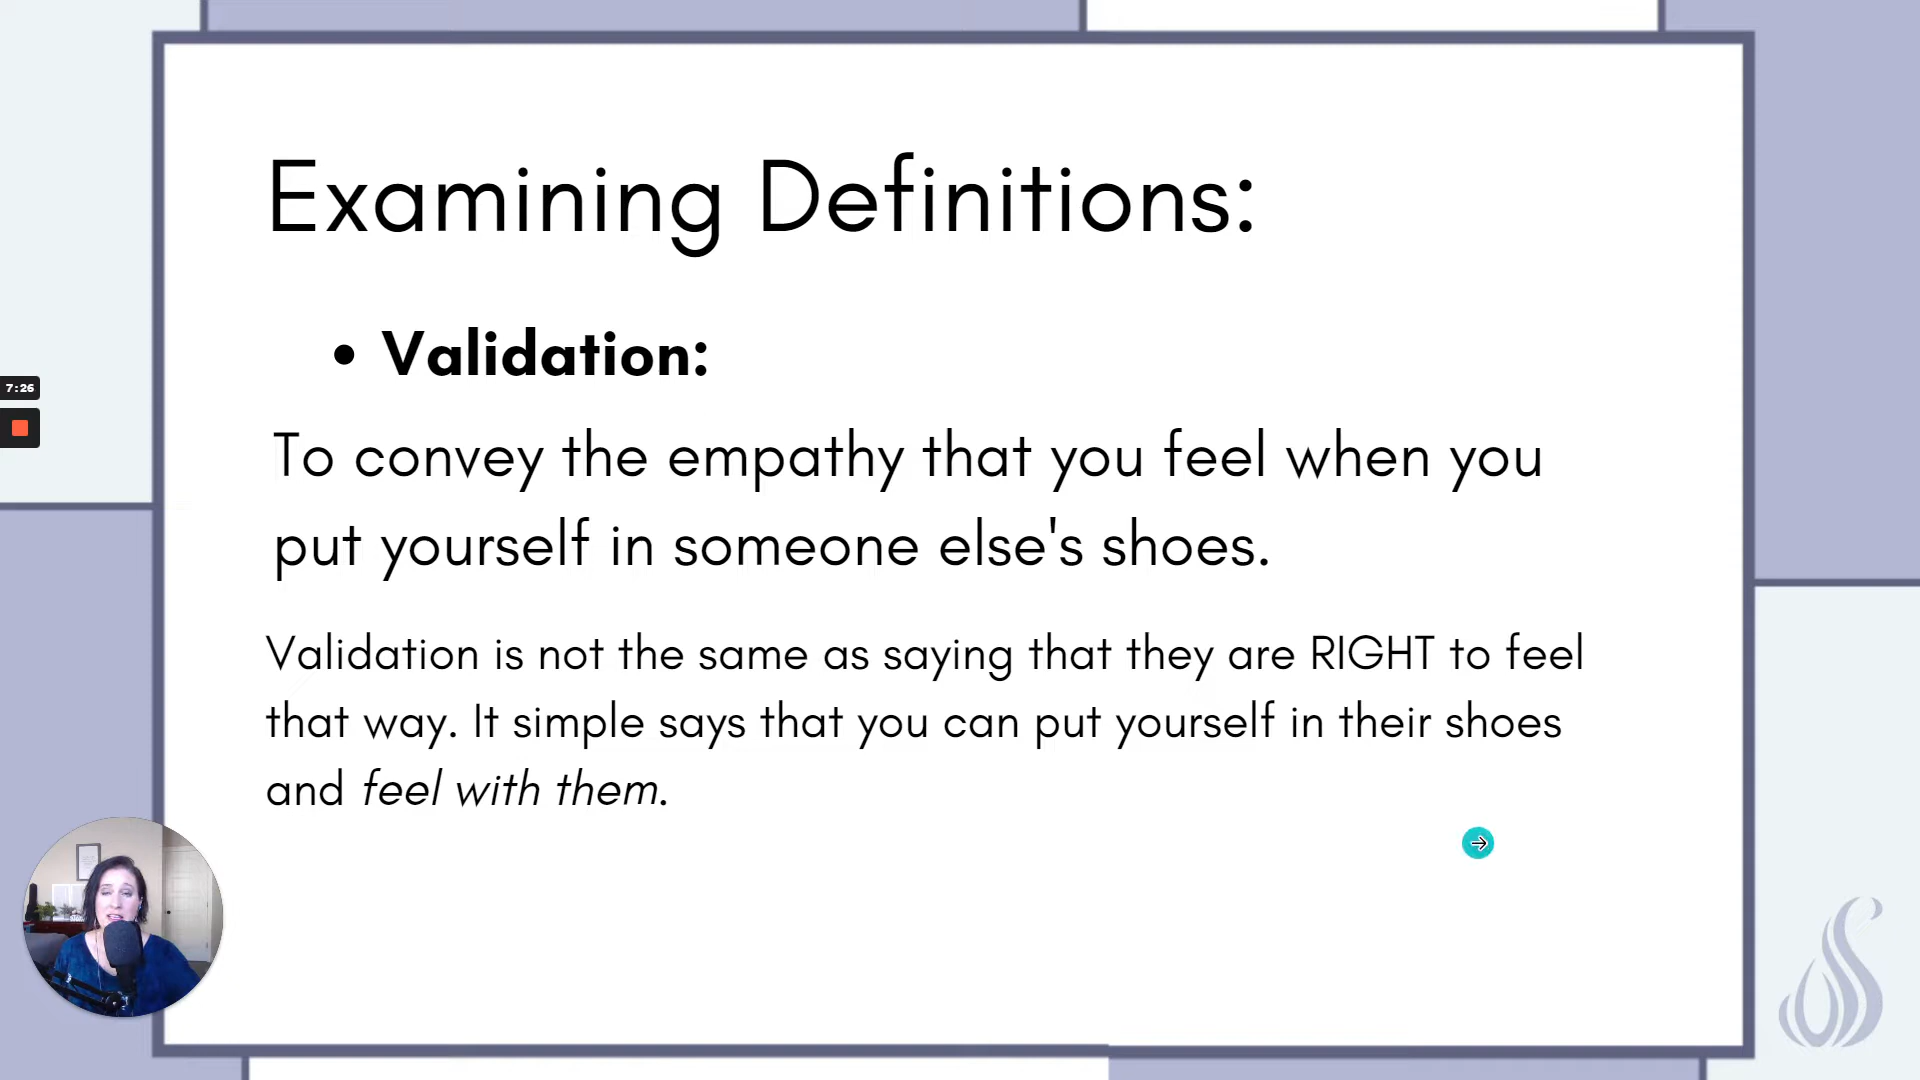 Examining Definitions:
• Validation:
To convey the empathy that you feel when you
put yourself in someone else's shoes.
Validation is not the same as saying that they are RIGHT to feel
that way. It simple says that you can put yourself in their shoes
and feel with them.
7:26